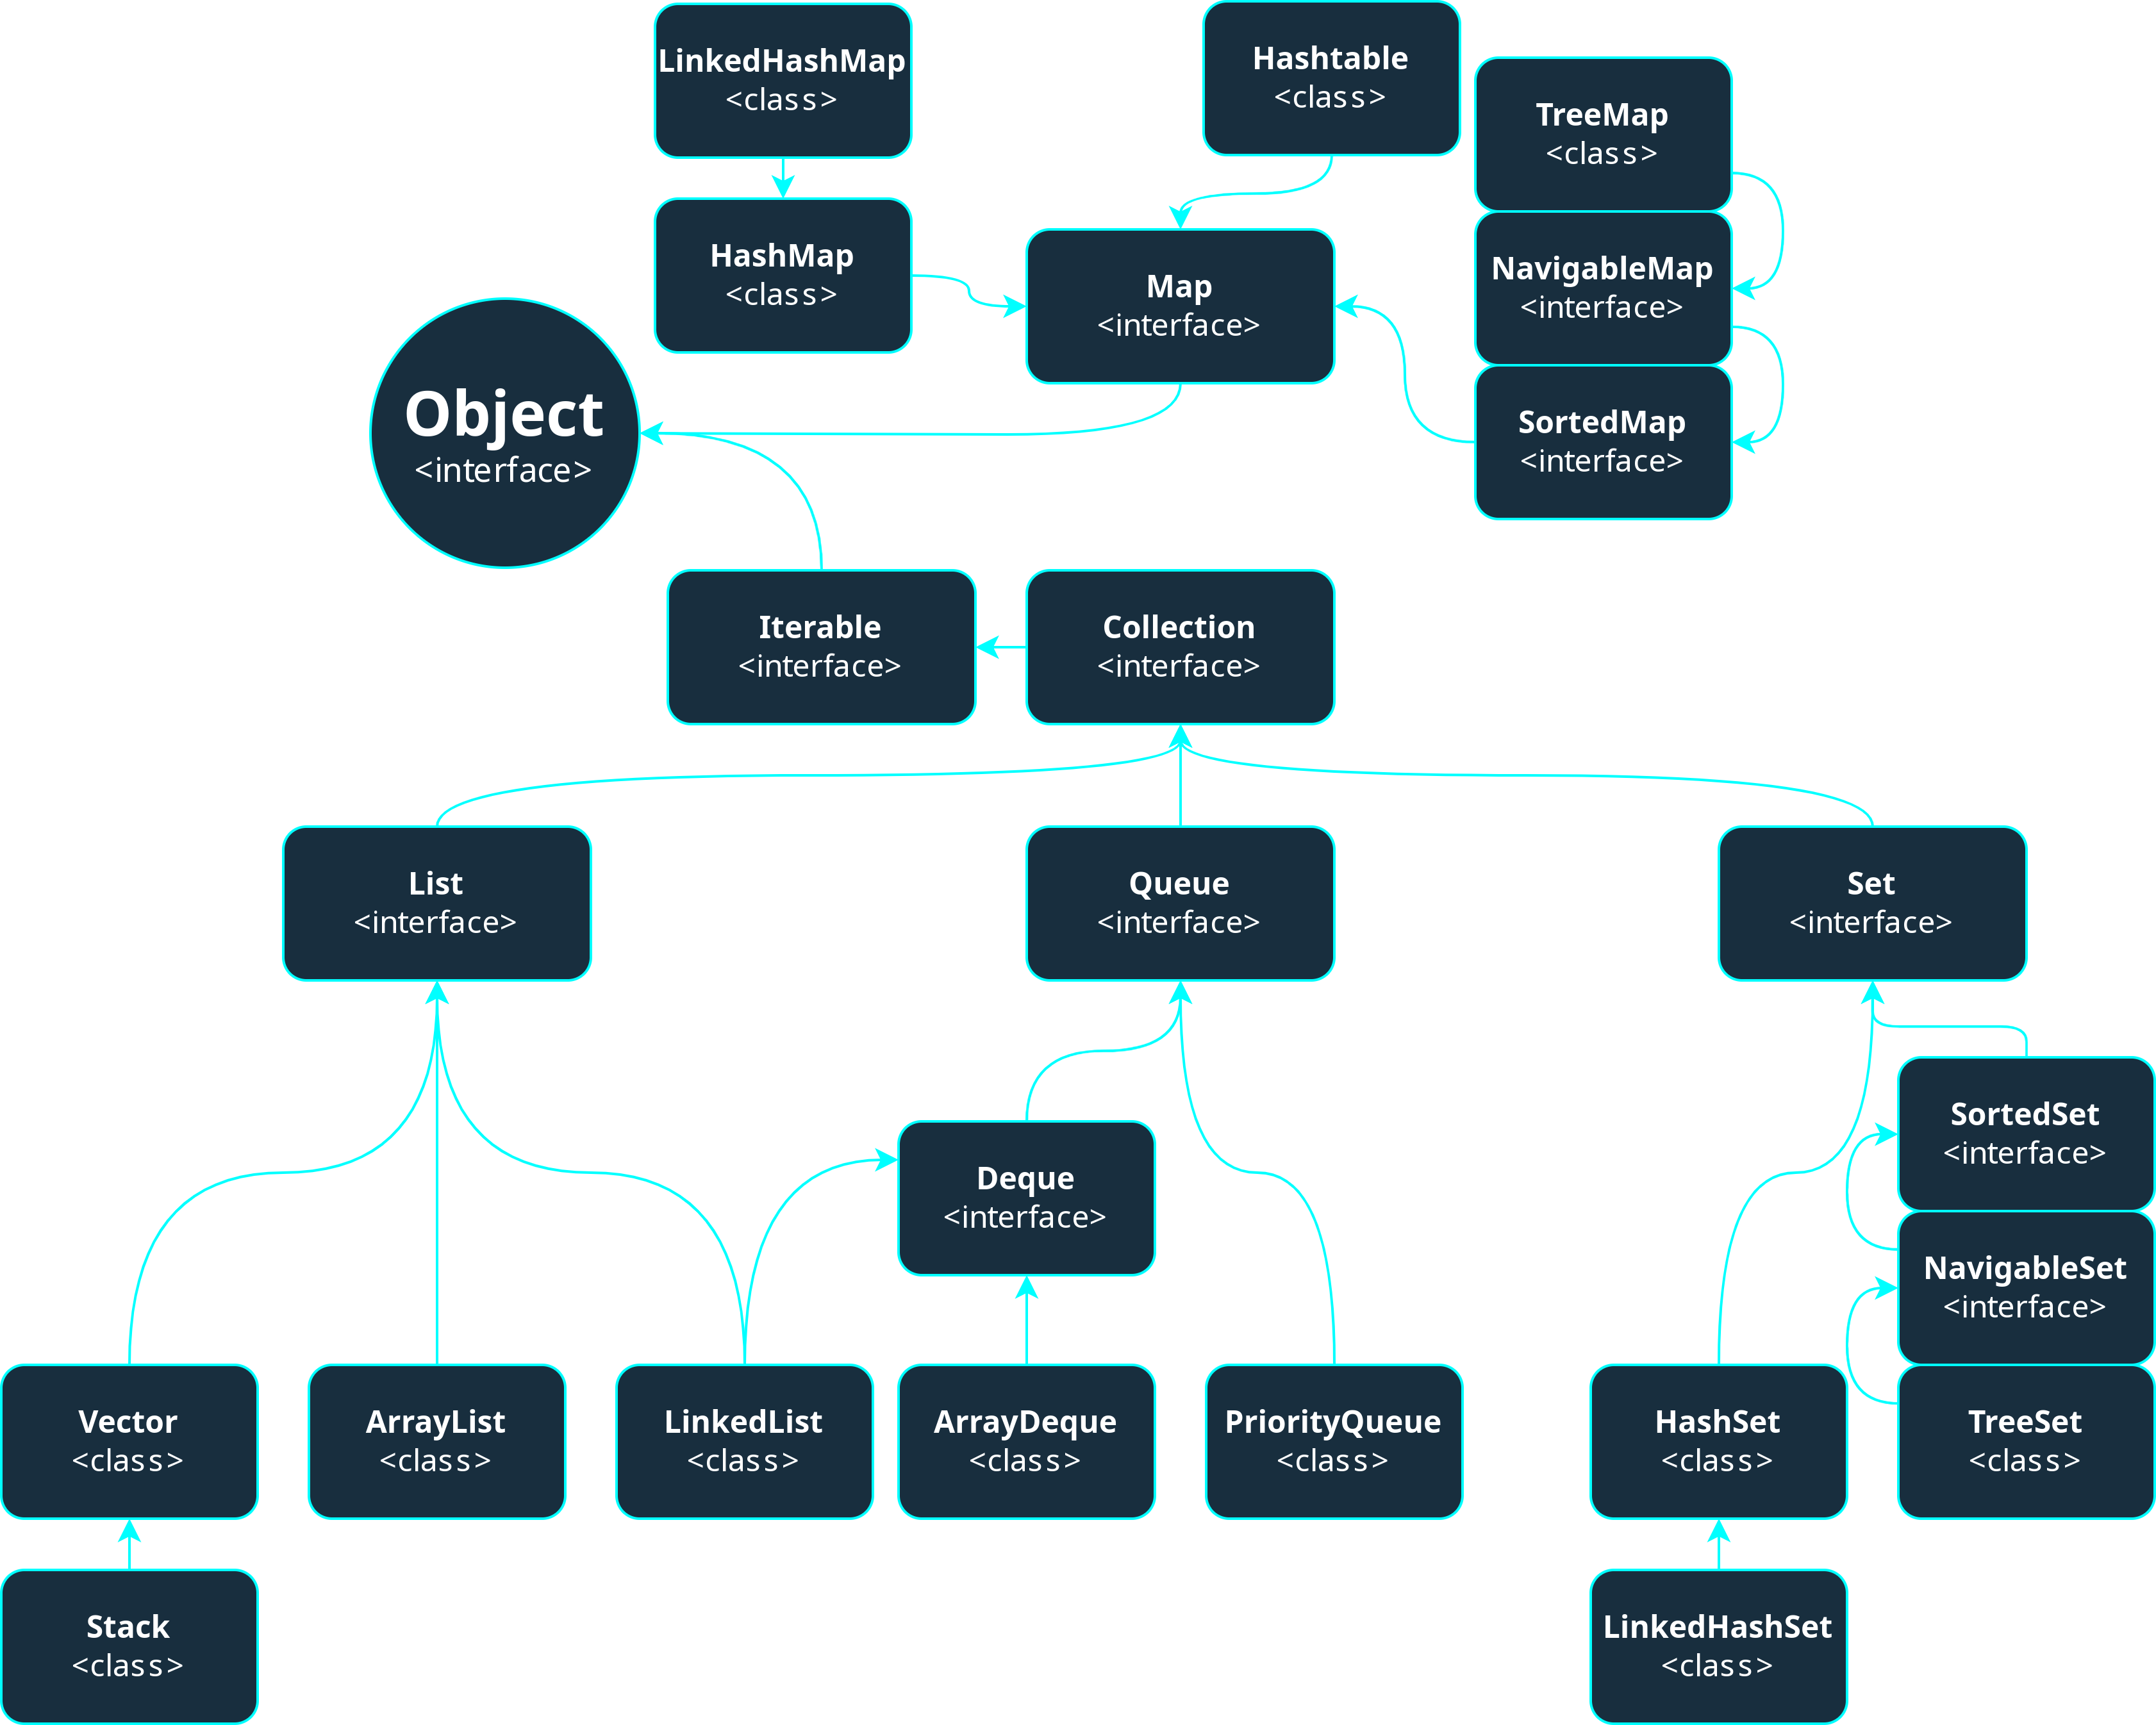 LinkedHashMap
<class>
Hashtable
<class>
TreeMap
<class>
HashMap
<class>
Map
<interface>
NavigableMap
<interface>
Object
<interface>
SortedMap
<interface>
Iterable
<interface>
Collection
<interface>
List
<interface>
Queue
<interface>
Set
<interface>
SortedSet
<interface>
Deque
<interface>
NavigableSet
<interface>
Vector
<class>
ArrayList
<class>
LinkedList
<class>
ArrayDeque
<class>
PriorityQueue
<class>
HashSet
<class>
TreeSet
<class>
Stack
<class>
LinkedHashSet
<class>